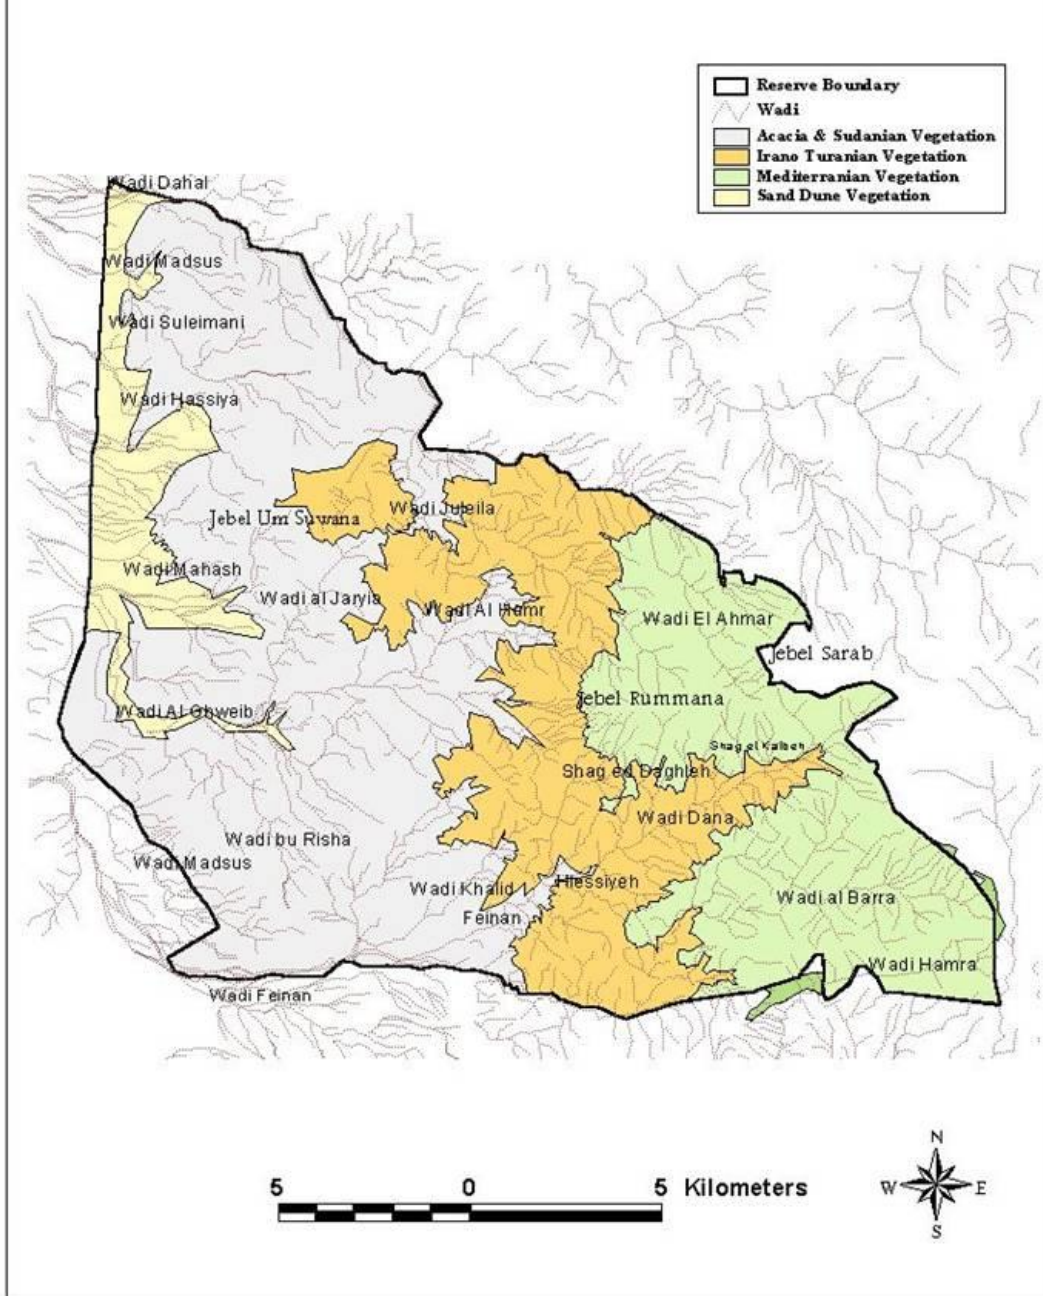 Reserve Boundary
Wadi
Acacia & Sudanian Vegetation
Irano Turanian Vegetation
Mediterranian Vegetation
Sand Dune Vegetation
Wadi Dahal
Wadi Madsus
Wadi Suleimani
Wadi Hassiya
Wadi Juleila
Jebel Um Suwana
Wadi Mahash
Wadi al Jaryia
Wadi Al Hamr
Wadi El Ahmar
Jebel Sarab
Jebel Rummana
Wadi Al Ghweib
Shag el Kalbeh
Shag ed Daghleh
Wadi Dana
Wadi bu Risha
Wadi Madsus
Wadi Khalid
Hessiyeh
Wadi al Barra
Feinan
Wadi Hamra
Wadi Feinan
5 0 5 Kilometers
N
W E
S